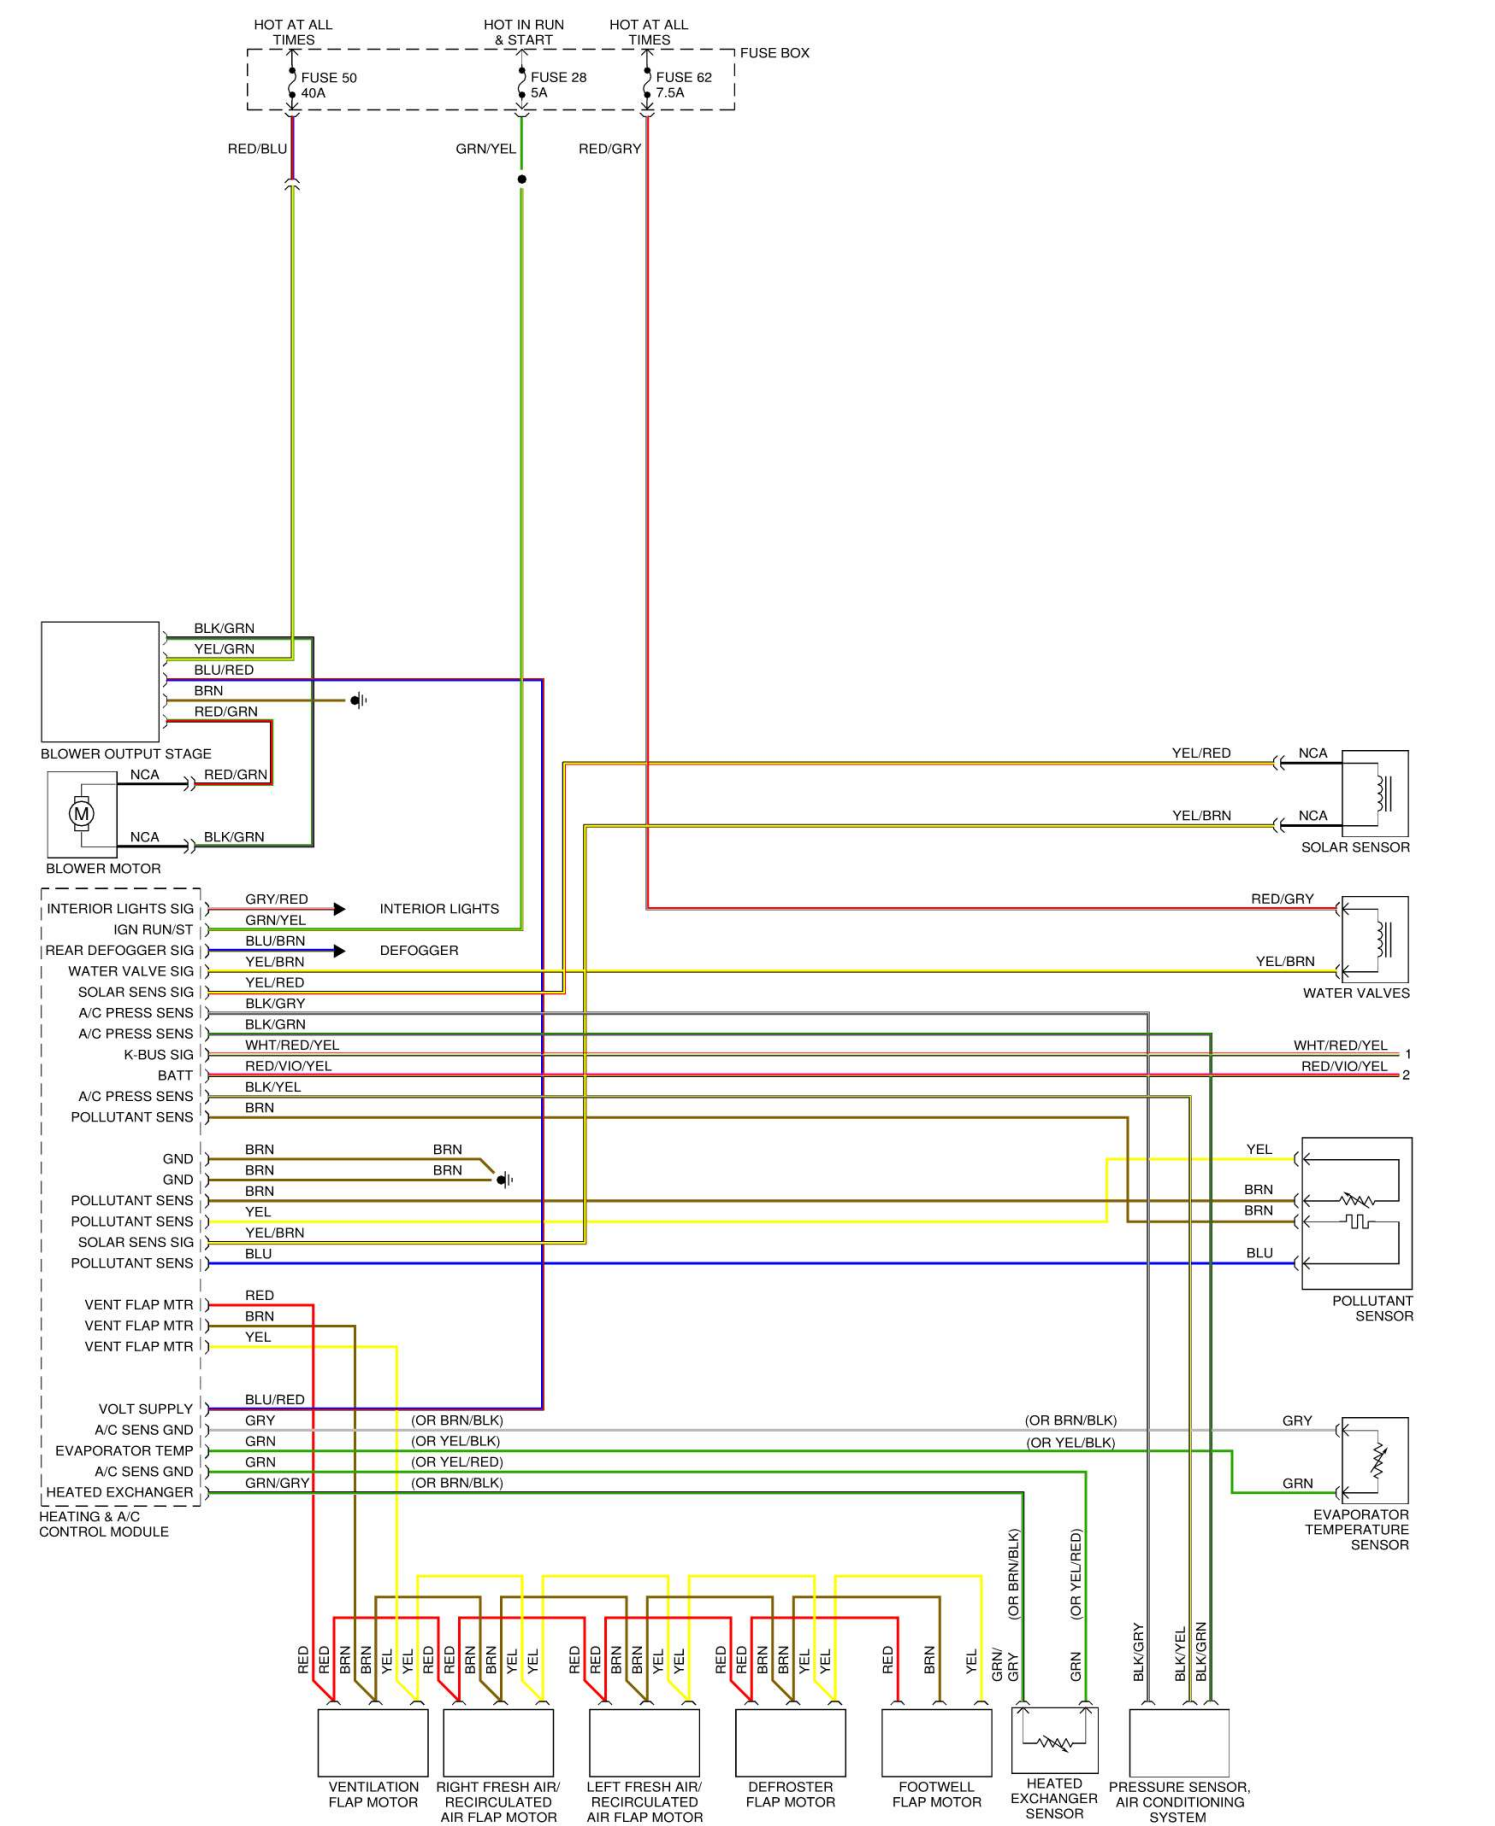 HOT AT ALL
TIMES
HOT IN RUN
& START
HOT AT ALL
TIMES
FUSE BOX
FUSE 50
40A
FUSE 28
5A
FUSE 62
7.5A
RED/BLU
GRN/YEL
RED/GRY
BLK/GRN
YEL/GRN
BLU/RED
BRN
RED/GRN
BLOWER OUTPUT STAGE
NCA
RED/GRN
M
NCA
BLK/GRN
BLOWER MOTOR
YEL/RED
NCA
YEL/BRN
NCA
SOLAR SENSOR
INTERIOR LIGHTS SIG
GRY/RED
INTERIOR LIGHTS
RED/GRY
IGN RUN/ST
GRN/YEL
REAR DEFOGGER SIG
BLU/BRN
DEFOGGER
WATER VALVE SIG
YEL/BRN
YEL/BRN
WATER VALVES
SOLAR SENS SIG
YEL/RED
A/C PRESS SENS
BLK/GRY
A/C PRESS SENS
BLK/GRN
K-BUS SIG
WHT/RED/YEL
WHT/RED/YEL
1
BATT
RED/VIO/YEL
RED/VIO/YEL
2
A/C PRESS SENS
BLK/YEL
POLLUTANT SENS
BRN
GND
BRN
BRN
YEL
GND
BRN
BRN
POLLUTANT SENS
BRN
BRN
POLLUTANT SENS
YEL
BRN
SOLAR SENS SIG
YEL/BRN
POLLUTANT SENS
BLU
BLU
POLLUTANT
SENSOR
VENT FLAP MTR
RED
VENT FLAP MTR
BRN
VENT FLAP MTR
YEL
VOLT SUPPLY
BLU/RED
A/C SENS GND
GRY
(OR BRN/BLK)
(OR BRN/BLK)
GRY
EVAPORATOR TEMP
GRN
(OR YEL/BLK)
(OR YEL/BLK)
A/C SENS GND
GRN
(OR YEL/RED)
GRN
HEATED EXCHANGER
GRN/GRY
(OR BRN/BLK)
HEATING & A/C
CONTROL MODULE
EVAPORATOR
TEMPERATURE
SENSOR
RED
RED
BRN
BRN
YEL
YEL
RED
RED
BRN
BRN
YEL
YEL
RED
RED
BRN
BRN
YEL
YEL
RED
RED
BRN
BRN
YEL
YEL
RED
BRN
YEL
GRN/
GRY
(OR BRN/BLK)
GRN
(OR YEL/RED)
BLK/GRY
BLK/YEL
BLK/GRN
VENTILATION
FLAP MOTOR
RIGHT FRESH AIR/
RECIRCULATED
AIR FLAP MOTOR
LEFT FRESH AIR/
RECIRCULATED
AIR FLAP MOTOR
DEFROSTER
FLAP MOTOR
FOOTWELL
FLAP MOTOR
HEATED
EXCHANGER
SENSOR
PRESSURE SENSOR,
AIR CONDITIONING
SYSTEM